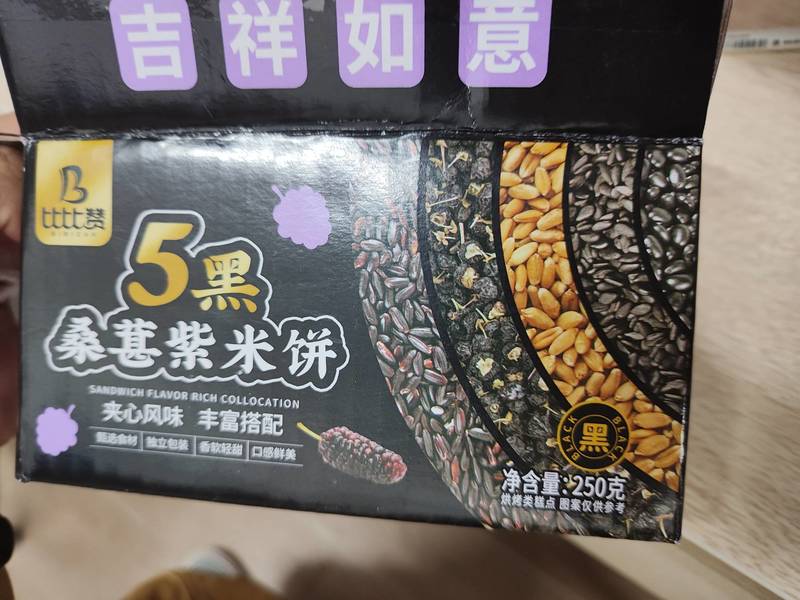 吉祥如意
比比赞
BIBIZAN
5黑
桑葚紫米饼
SANDWICH FLAVOR RICH COLLOCATION
夹心风味 丰富搭配
甄选食材 独立包装 香软轻甜 口感鲜美
BLACK 黑 BLACK
净含量:250克
烘烤类糕点 图案仅供参考